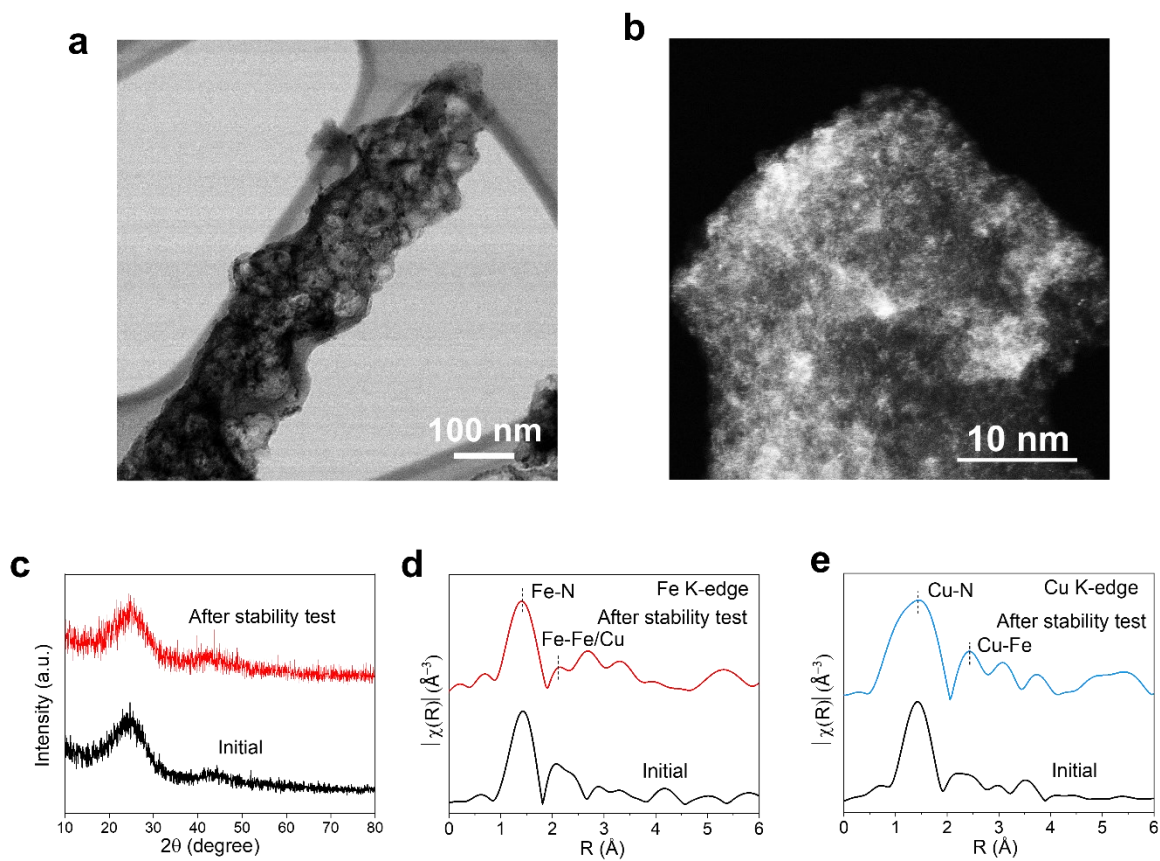 a
b
100 nm
10 nm
c
After stability test
Initial
Intensity (a.u.)
10 20 30 40 50 60 70 80
2θ (degree)
d
Fe-N
Fe K-edge
After stability test
Fe-Fe/Cu
Initial
| χ(R)| (Å⁻³)
0 1 2 3 4 5 6
R (Å)
e
Cu-N
Cu K-edge
After stability test
Cu-Fe
Initial
| χ(R)| (Å⁻³)
0 1 2 3 4 5 6
R (Å)